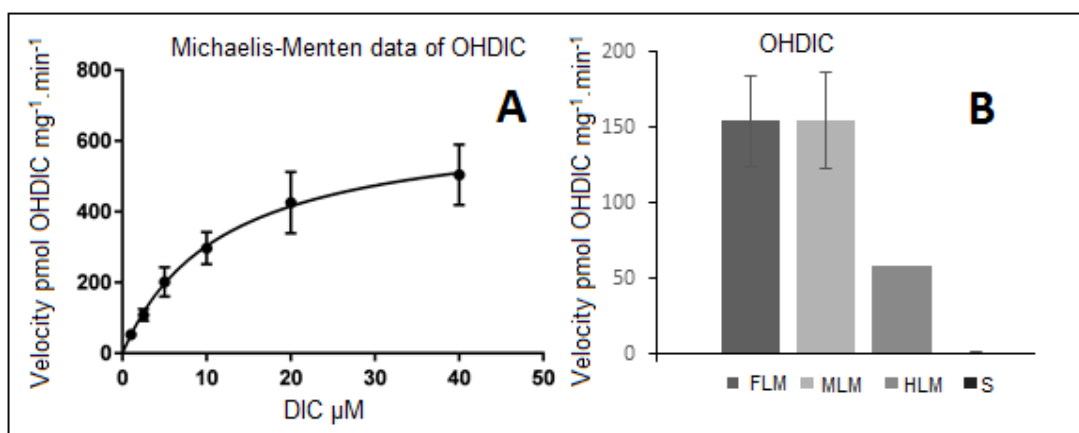 Michaelis-Menten data of OHDIC
A
Velocity pmol OHDIC mg⁻¹.min⁻¹
800
600
400
200
0
0 10 20 30 40 50
DIC µM
OHDIC
B
Velocity pmol OHDIC mg⁻¹.min⁻¹
200
150
100
50
0
FLM MLM HLM S